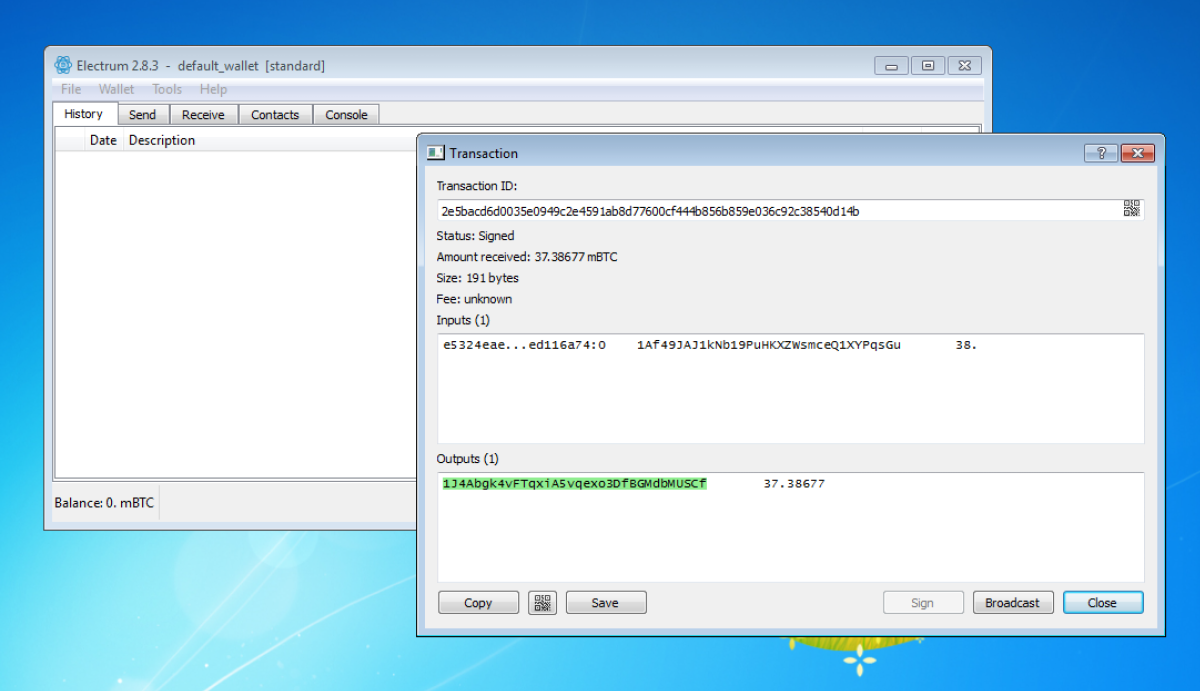 Electrum 2.8.3 - default_wallet [standard]
File Wallet Tools Help
History Send Receive Contacts Console
Date Description
Balance: 0. mBTC
Transaction
Transaction ID:
2e5bacd6d0035e0949c2e4591ab8d77600cf444b856b859e036c92c38540d14b
Status: Signed
Amount received: 37.38677 mBTC
Size: 191 bytes
Fee: unknown
Inputs (1)
e5324eae...ed116a74:0 1Af49JAJ1kNb19PuHKXZWsmceQ1XYPqsGu 38.
Outputs (1)
1J4Abgk4vFTqxiA5vqexo3DfBGMdbMUSCf 37.38677
Copy Save Sign Broadcast Close